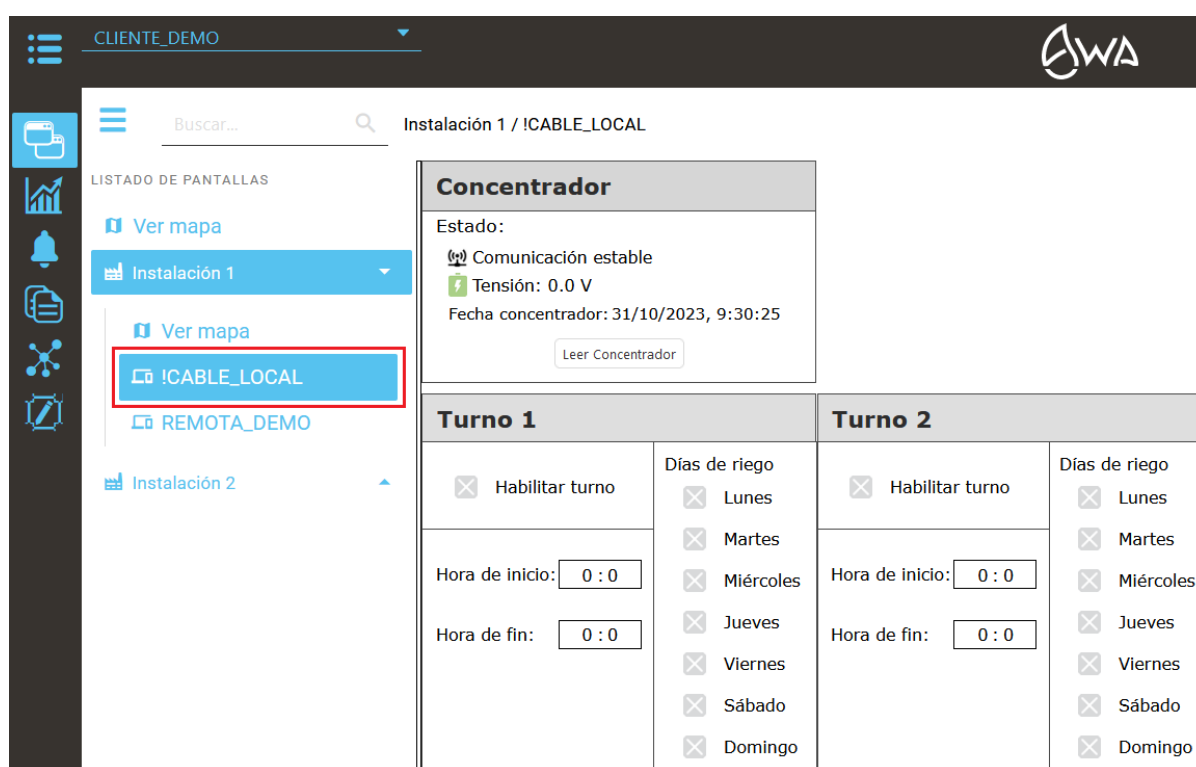 CLIENTE_DEMO
AWA
Buscar...
Instalación 1 / !CABLE_LOCAL
LISTADO DE PANTALLAS
Ver mapa
Instalación 1
Ver mapa
!CABLE_LOCAL
REMOTA_DEMO
Instalación 2
Concentrador
Estado:
Comunicación estable
Tensión: 0.0 V
Fecha concentrador: 31/10/2023, 9:30:25
Leer Concentrador
Turno 1
Habilitar turno
Hora de inicio: 0 : 0
Hora de fin: 0 : 0
Días de riego
Lunes
Martes
Miércoles
Jueves
Viernes
Sábado
Domingo
Turno 2
Habilitar turno
Hora de inicio: 0 : 0
Hora de fin: 0 : 0
Días de riego
Lunes
Martes
Miércoles
Jueves
Viernes
Sábado
Domingo